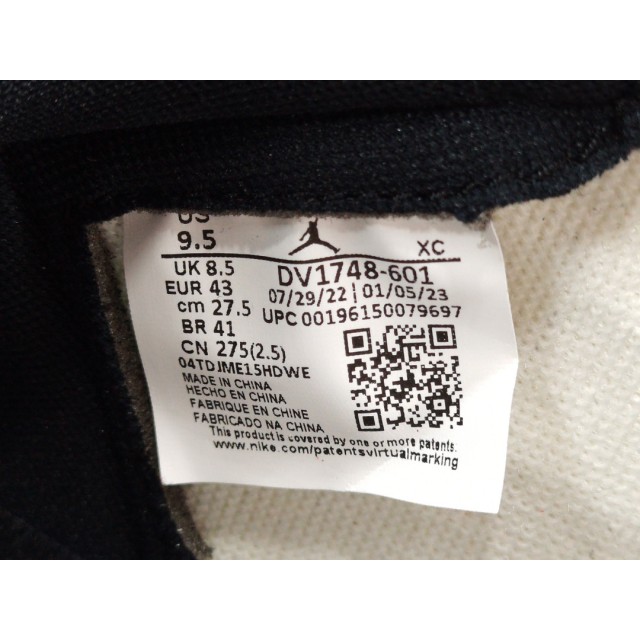 US
9.5
XC
UK 8.5
DV1748-601
EUR 43
07/29/22 | 01/05/23
cm 27.5
UPC 00196150079697
BR 41
CN 275(2.5)
04TDJME15HDWE
MADE IN CHINA
HECHO EN CHINA
FABRIQUE EN CHINE
FABRICADO NA CHINA
This product is covered by one or more patents.
www.nike.com/patentsvirtualmarking